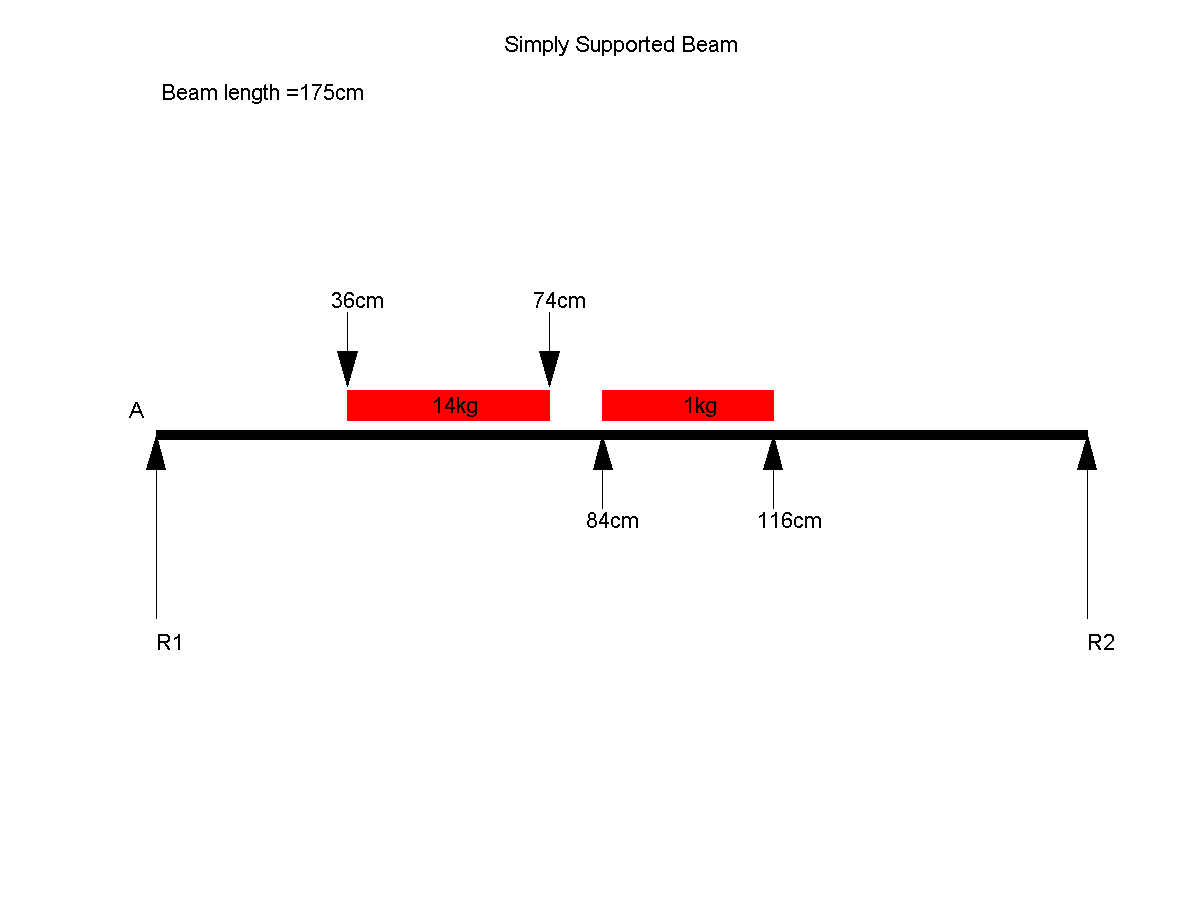 Simply Supported Beam
Beam length =175cm
36cm
74cm
14kg
1kg
A
84cm
116cm
R1
R2